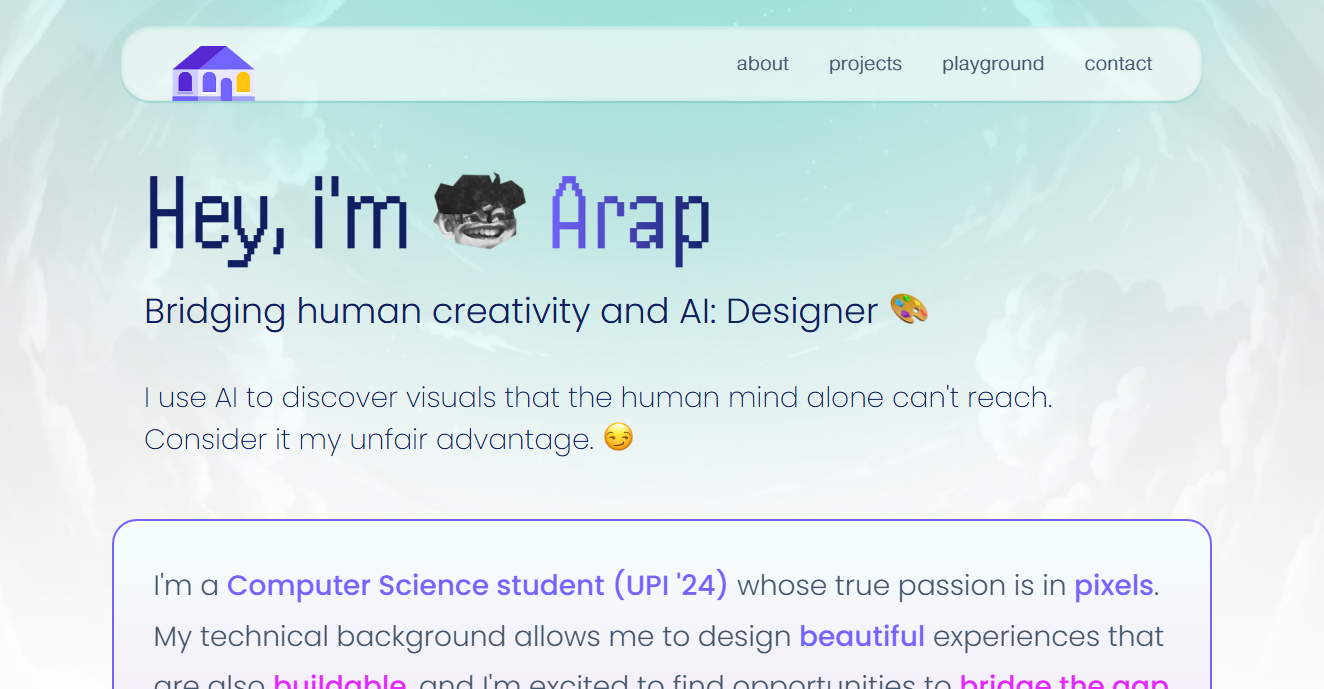 about projects playground contact
Hey, i'm Arap
Bridging human creativity and AI: Designer 🎨
I use AI to discover visuals that the human mind alone can't reach.
Consider it my unfair advantage. 😏
I'm a Computer Science student (UPI '24) whose true passion is in pixels.
My technical background allows me to design beautiful experiences that
are also buildable, and I'm excited to find opportunities to bridge the gap